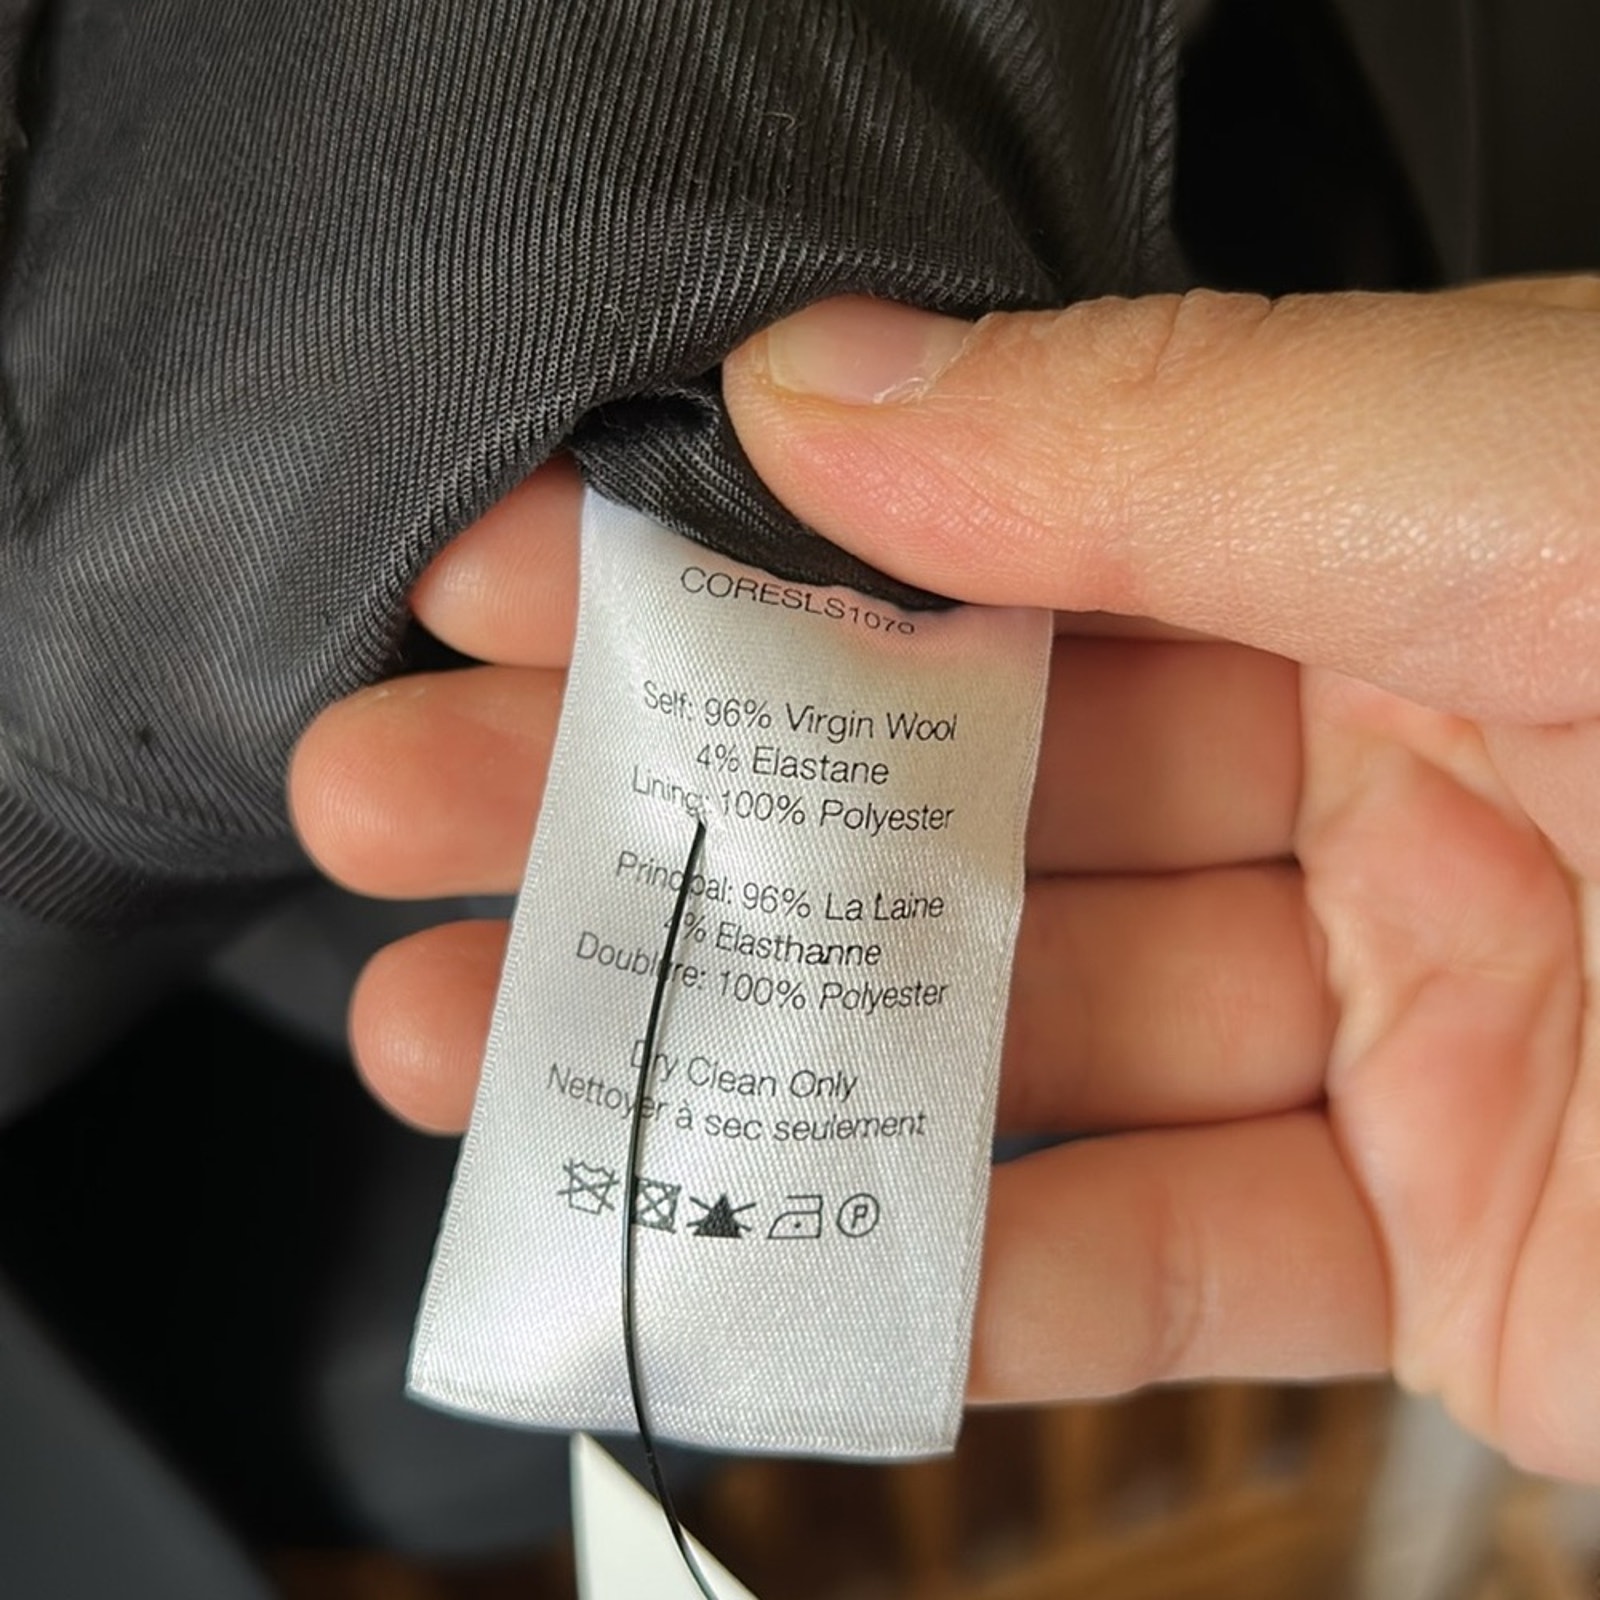 CORESLS1070
Self: 96% Virgin Wool
4% Elastane
Lining: 100% Polyester
Principal: 96% La Laine
4% Elasthanne
Doublure: 100% Polyester
Dry Clean Only
Nettoyer à sec seulement
P